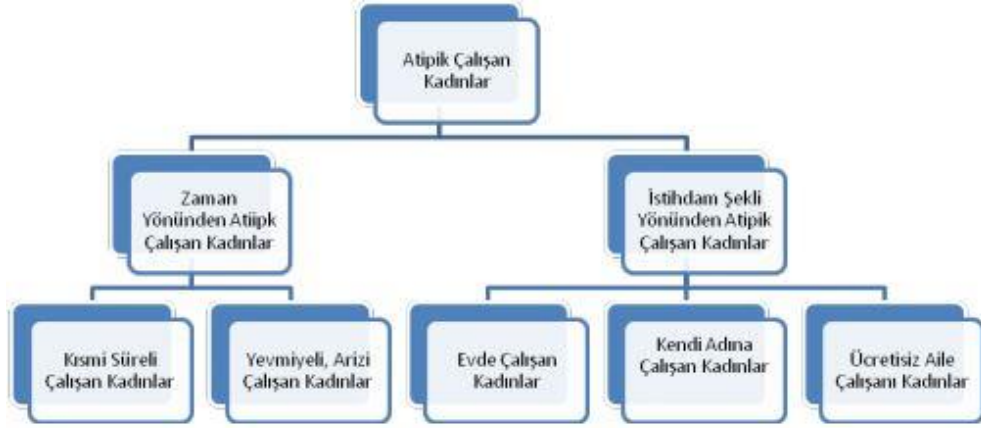 Atipik Çalışan
Kadınlar
Zaman
Yönünden Atiipk
Çalışan Kadınlar
İstihdam Şekli
Yönünden Atipik
Çalışan Kadınlar
Kısmi Süreli
Çalışan Kadınlar
Yevmiyeli, Arizi
Çalışan Kadınlar
Evde Çalışan
Kadınlar
Kendi Adına
Çalışan Kadınlar
Ücretisiz Aile
Çalışanı Kadınlar